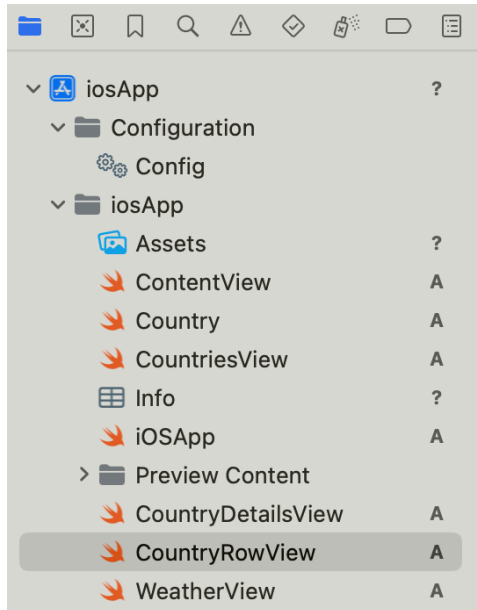 iosApp ?
Configuration
Config
iosApp
Assets ?
ContentView A
Country A
CountriesView A
Info ?
iOSApp A
Preview Content
CountryDetailsView A
CountryRowView A
WeatherView A